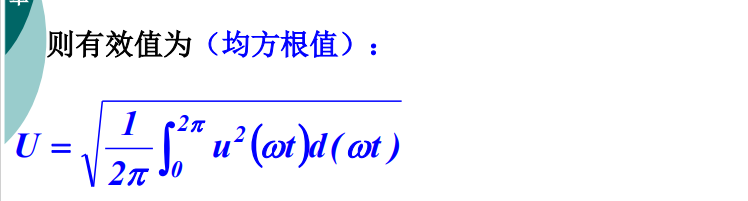 则有效值为（均方根值）：
U = √(1/2π ∫₀^2π u²(ωt)d(ωt))